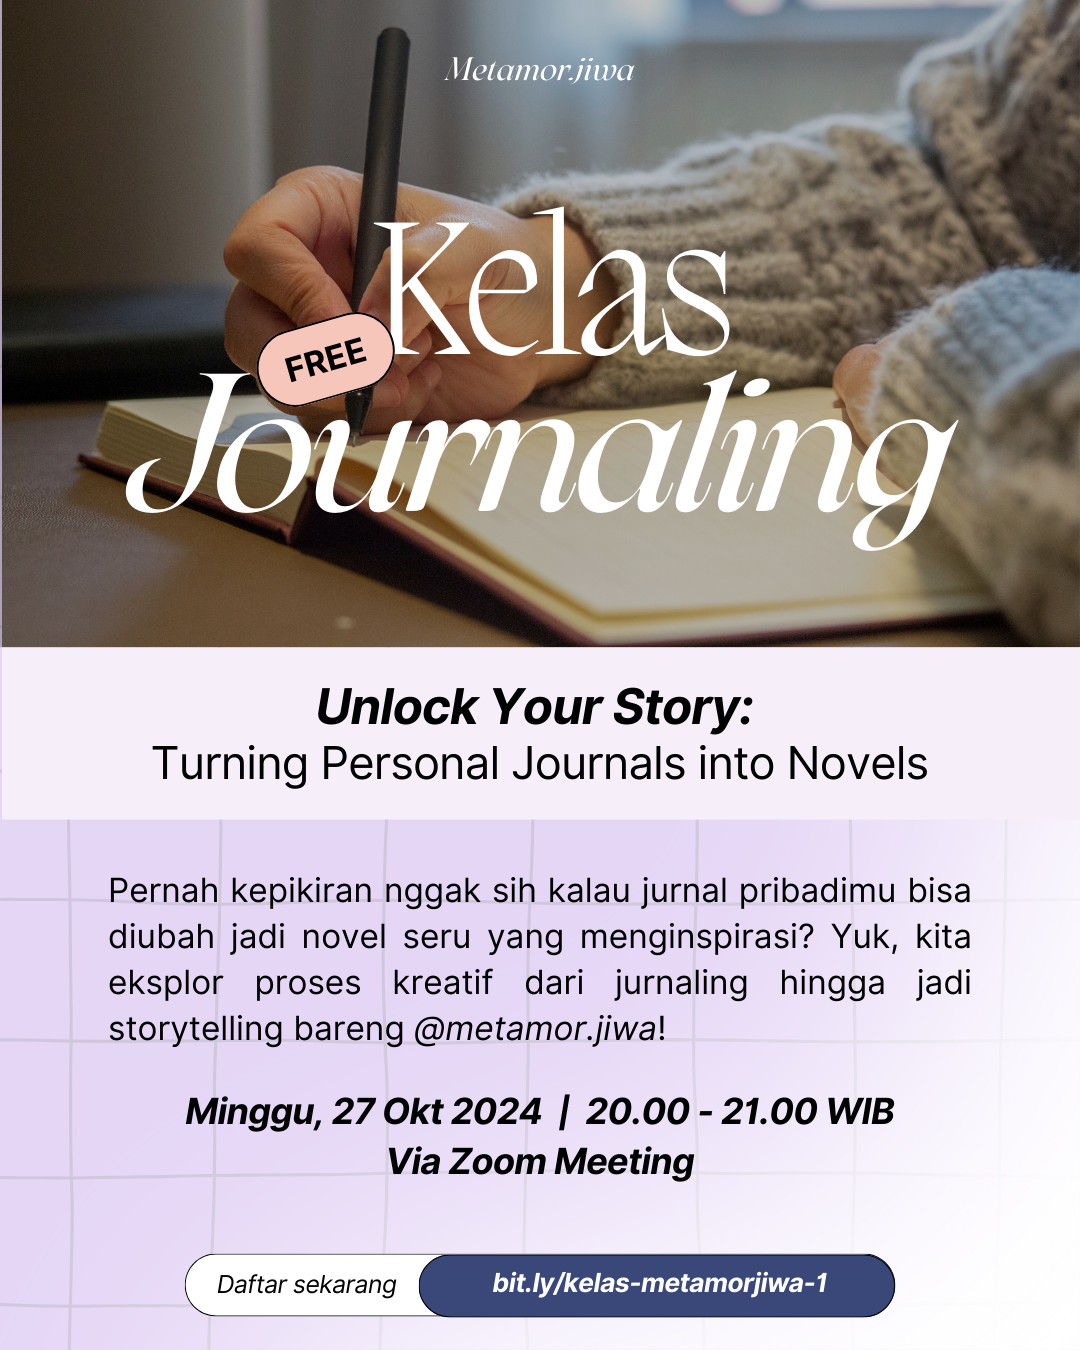 Metamor.jiwa
Kelas
FREE
Journaling
Unlock Your Story:
Turning Personal Journals into Novels
Pernah kepikiran nggak sih kalau jurnal pribadimu bisa
diubah jadi novel seru yang menginspirasi? Yuk, kita
eksplor proses kreatif dari jurnaling hingga jadi
storytelling bareng @metamor.jiwa!
Minggu, 27 Okt 2024 | 20.00 - 21.00 WIB
Via Zoom Meeting
Daftar sekarang
bit.ly/kelas-metamorjiwa-1